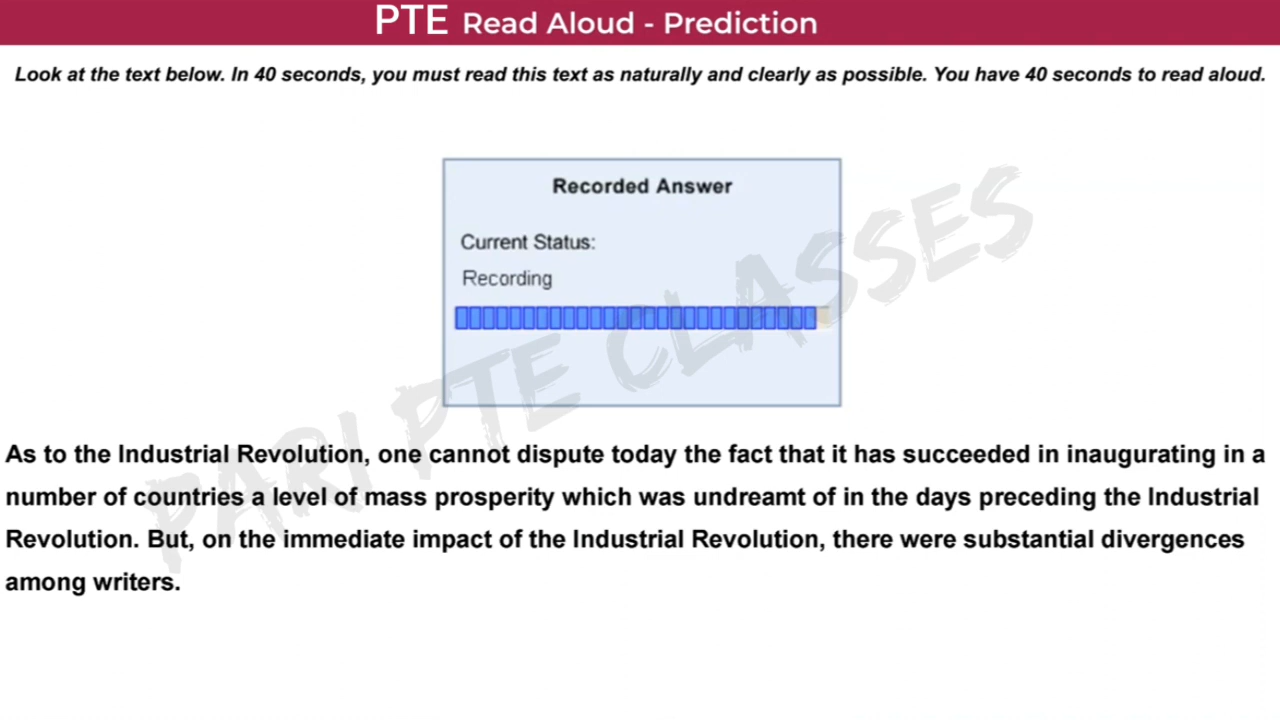 PTE Read Aloud - Prediction
Look at the text below. In 40 seconds, you must read this text as naturally and clearly as possible. You have 40 seconds to read aloud.
Recorded Answer
Current Status:
Recording
PARI PTE CLASSES
As to the Industrial Revolution, one cannot dispute today the fact that it has succeeded in inaugurating in a
number of countries a level of mass prosperity which was undreamt of in the days preceding the Industrial
Revolution. But, on the immediate impact of the Industrial Revolution, there were substantial divergences
among writers.